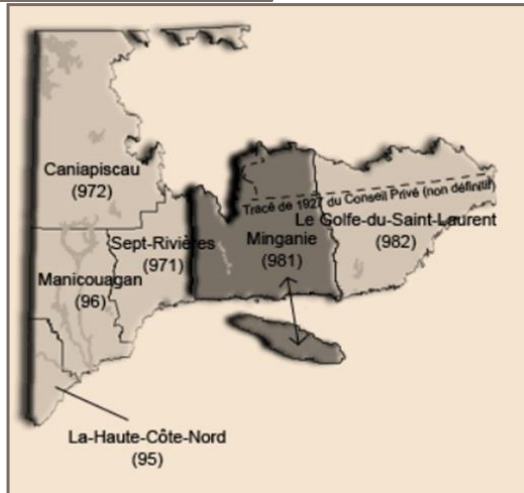 Caniapiscau
(972)
Tracé de 1927 du Conseil Privé (non définitif)
Sept-Rivières
(971)
Minganie
(981)
Le Golfe-du-Saint-Laurent
(982)
Manicouagan
(96)
La-Haute-Côte-Nord
(95)